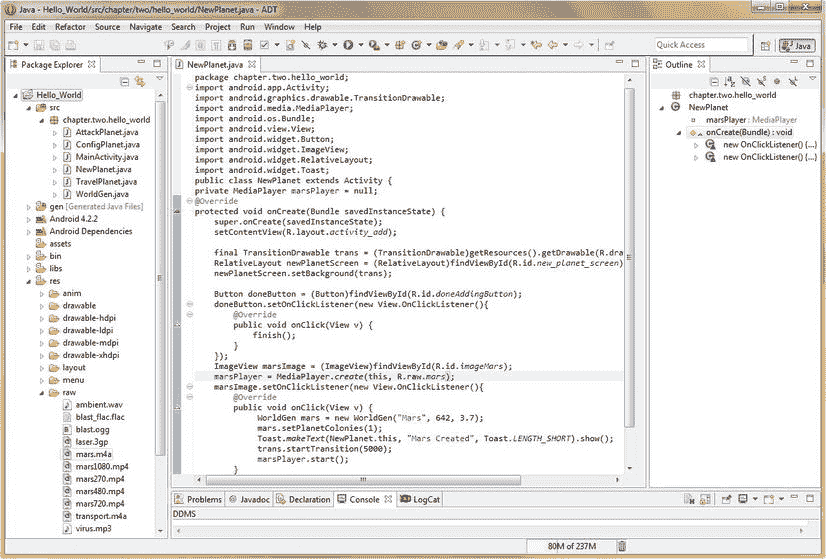 Java - Hello_World/src/chapter/two/hello_world/NewPlanet.java - ADT
File Edit Refactor Source Navigate Search Project Run Window Help
Quick Access
Java
Package Explorer
Hello_World
src
chapter.two.hello_world
AttackPlanet.java
ConfigPlanet.java
MainActivity.java
NewPlanet.java
TravelPlanet.java
WorldGen.java
gen [Generated Java Files]
Android 4.2.2
Android Dependencies
assets
bin
libs
res
anim
drawable
drawable-hdpi
drawable-ldpi
drawable-mdpi
drawable-xhdpi
layout
menu
raw
ambient.wav
blast_flac.flac
blast.ogg
laser.3gp
mars.m4a
mars1080.mp4
mars270.mp4
mars480.mp4
mars720.mp4
transport.m4a
virus.mp3
NewPlanet.java
package chapter.two.hello_world;
import android.app.Activity;
import android.graphics.drawable.TransitionDrawable;
import android.media.MediaPlayer;
import android.os.Bundle;
import android.view.View;
import android.widget.Button;
import android.widget.ImageView;
import android.widget.RelativeLayout;
import android.widget.Toast;
public class NewPlanet extends Activity {
private MediaPlayer marsPlayer = null;
@Override
protected void onCreate(Bundle savedInstanceState) {
super.onCreate(savedInstanceState);
setContentView(R.layout.activity_add);
final TransitionDrawable trans = (TransitionDrawable)getResources().getDrawable(R.dra
RelativeLayout newPlanetScreen = (RelativeLayout)findViewById(R.id.new_planet_screen)
newPlanetScreen.setBackground(trans);
Button doneButton = (Button)findViewById(R.id.doneAddingButton);
doneButton.setOnClickListener(new View.OnClickListener(){
@Override
public void onClick(View v) {
finish();
}
});
ImageView marsImage = (ImageView)findViewById(R.id.imageMars);
marsPlayer = MediaPlayer.create(this, R.raw.mars);
marsImage.setOnClickListener(new View.OnClickListener(){
@Override
public void onClick(View v) {
WorldGen mars = new WorldGen("Mars", 642, 3.7);
mars.setPlanetColonies(1);
Toast.makeText(NewPlanet.this, "Mars Created", Toast.LENGTH_SHORT).show();
trans.startTransition(5000);
marsPlayer.start();
}
Outline
chapter.two.hello_world
NewPlanet
marsPlayer : MediaPlayer
onCreate(Bundle) : void
new OnClickListener() {...}
new OnClickListener() {...}
Problems @ Javadoc Declaration Console LogCat
DDMS
80M of 237M